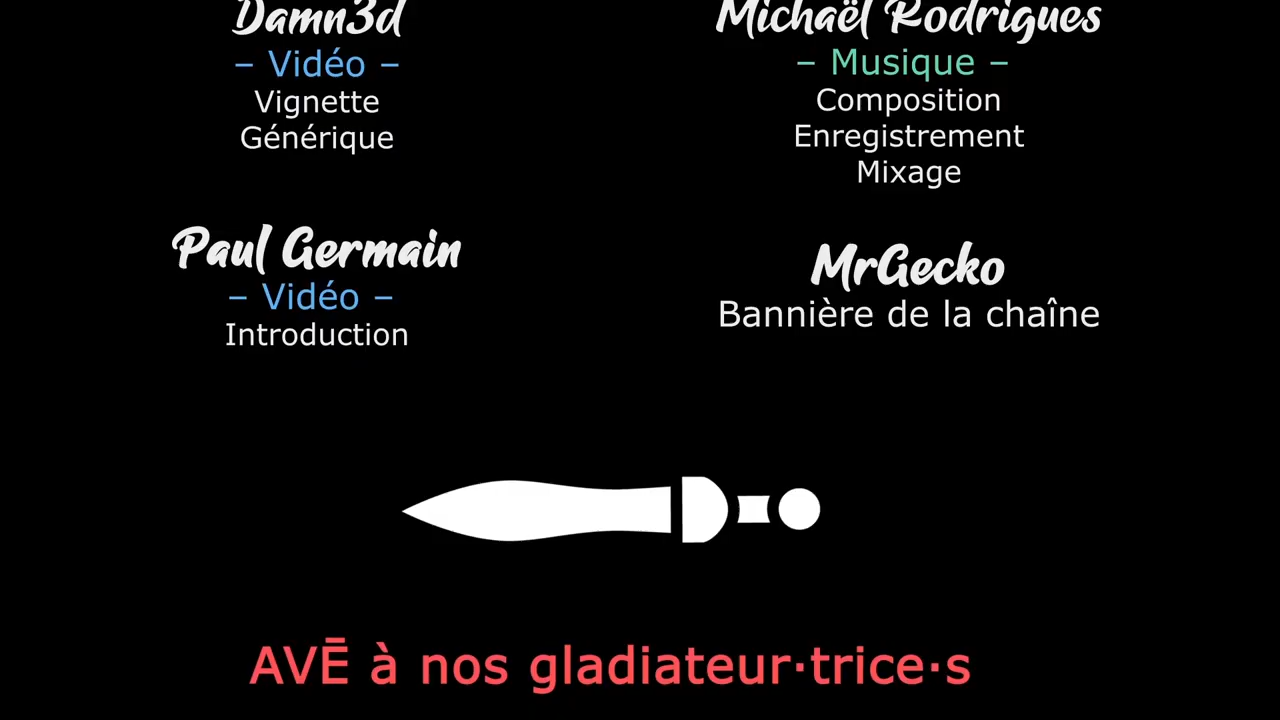 Damn3d
– Vidéo –
Vignette
Générique
Michaël Rodrigues
– Musique –
Composition
Enregistrement
Mixage
Paul Germain
– Vidéo –
Introduction
MrGecko
Bannière de la chaîne
AVĒ à nos gladiateur·trice·s